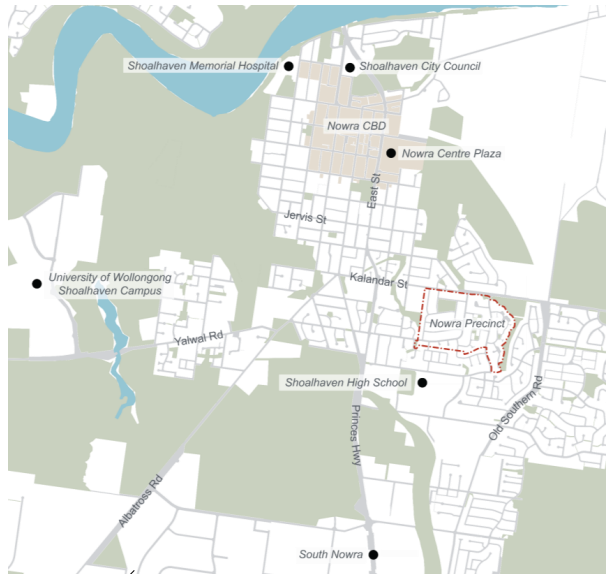 Shoalhaven Memorial Hospital
Shoalhaven City Council
Nowra CBD
Nowra Centre Plaza
East St
Jervis St
University of Wollongong
Shoalhaven Campus
Kalandar St
Nowra Precinct
Yalwal Rd
Shoalhaven High School
Old Southern Rd
Princes Hwy
Albatross Rd
South Nowra